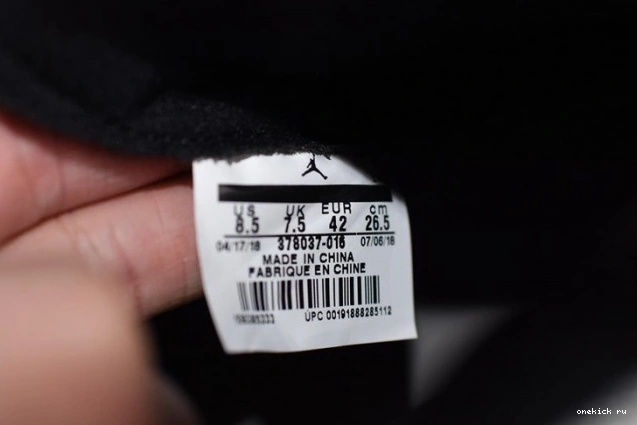 US UK EUR cm
8.5 7.5 42 26.5
04/17/18 378037-016 07/06/18
MADE IN CHINA
FABRIQUE EN CHINE
UPC 00191888285112
onekick ru